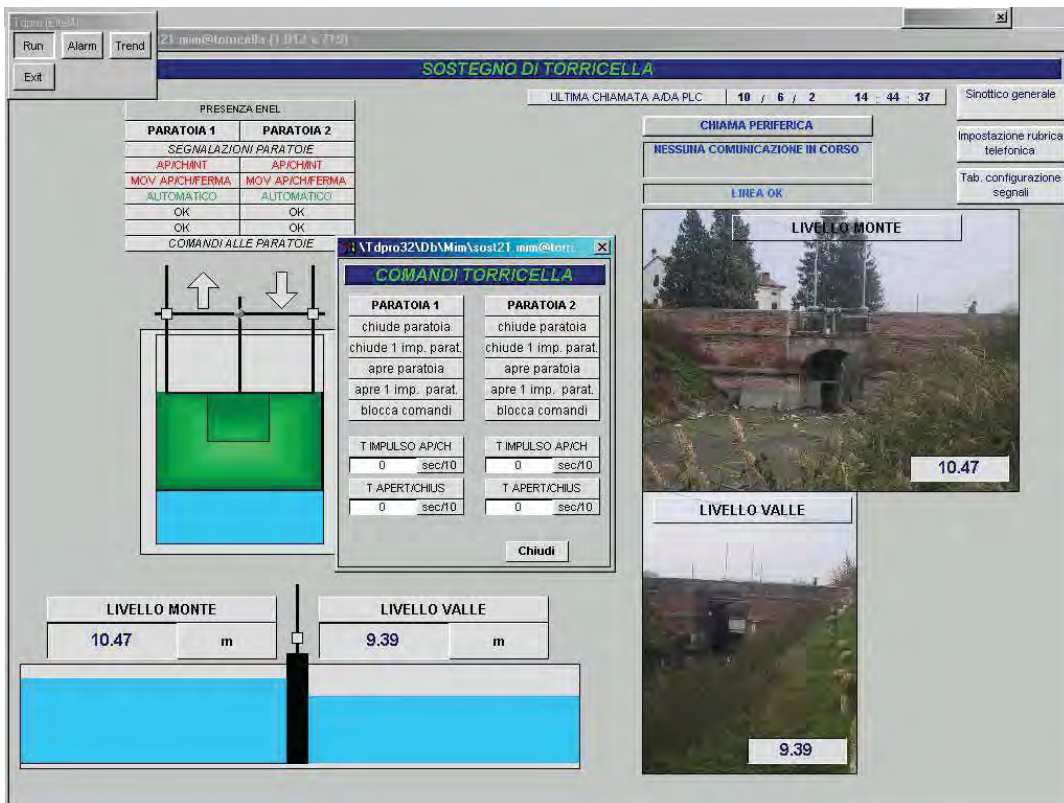 Tdpro (EXeM)
Run Alarm Trend
Exit
21.mim@torricella (1.012 x 719)
SOSTEGNO DI TORRICELLA
ULTIMA CHIAMATA A/DA PLC 10 / 6 / 2 14 - 44 - 37
Sinottico generale
Impostazione rubrica
telefonica
Tab. configurazione
segnali
CHIAMA PERIFERICA
NESSUNA COMUNICAZIONE IN CORSO
LINEA OK
PRESENZA ENEL
PARATOIA 1 PARATOIA 2
SEGNALAZIONI PARATOIE
AP/CH/INT AP/CH/INT
MOV AP/CH/FERMA MOV AP/CH/FERMA
AUTOMATICO AUTOMATICO
OK OK
OK OK
COMANDI ALLE PARATOIE
\Tdpro32\Db\Mim\sost21.mim@torri
COMANDI TORRICELLA
PARATOIA 1 PARATOIA 2
chiude paratoia chiude paratoia
chiude 1 imp. parat. chiude 1 imp. parat.
apre paratoia apre paratoia
apre 1 imp. parat. apre 1 imp. parat.
blocca comandi blocca comandi
T IMPULSO AP/CH T IMPULSO AP/CH
0 sec/10 0 sec/10
T APERT/CHIUS T APERT/CHIUS
0 sec/10 0 sec/10
Chiudi
LIVELLO MONTE
10.47
LIVELLO VALLE
9.39
LIVELLO MONTE LIVELLO VALLE
10.47 m 9.39 m